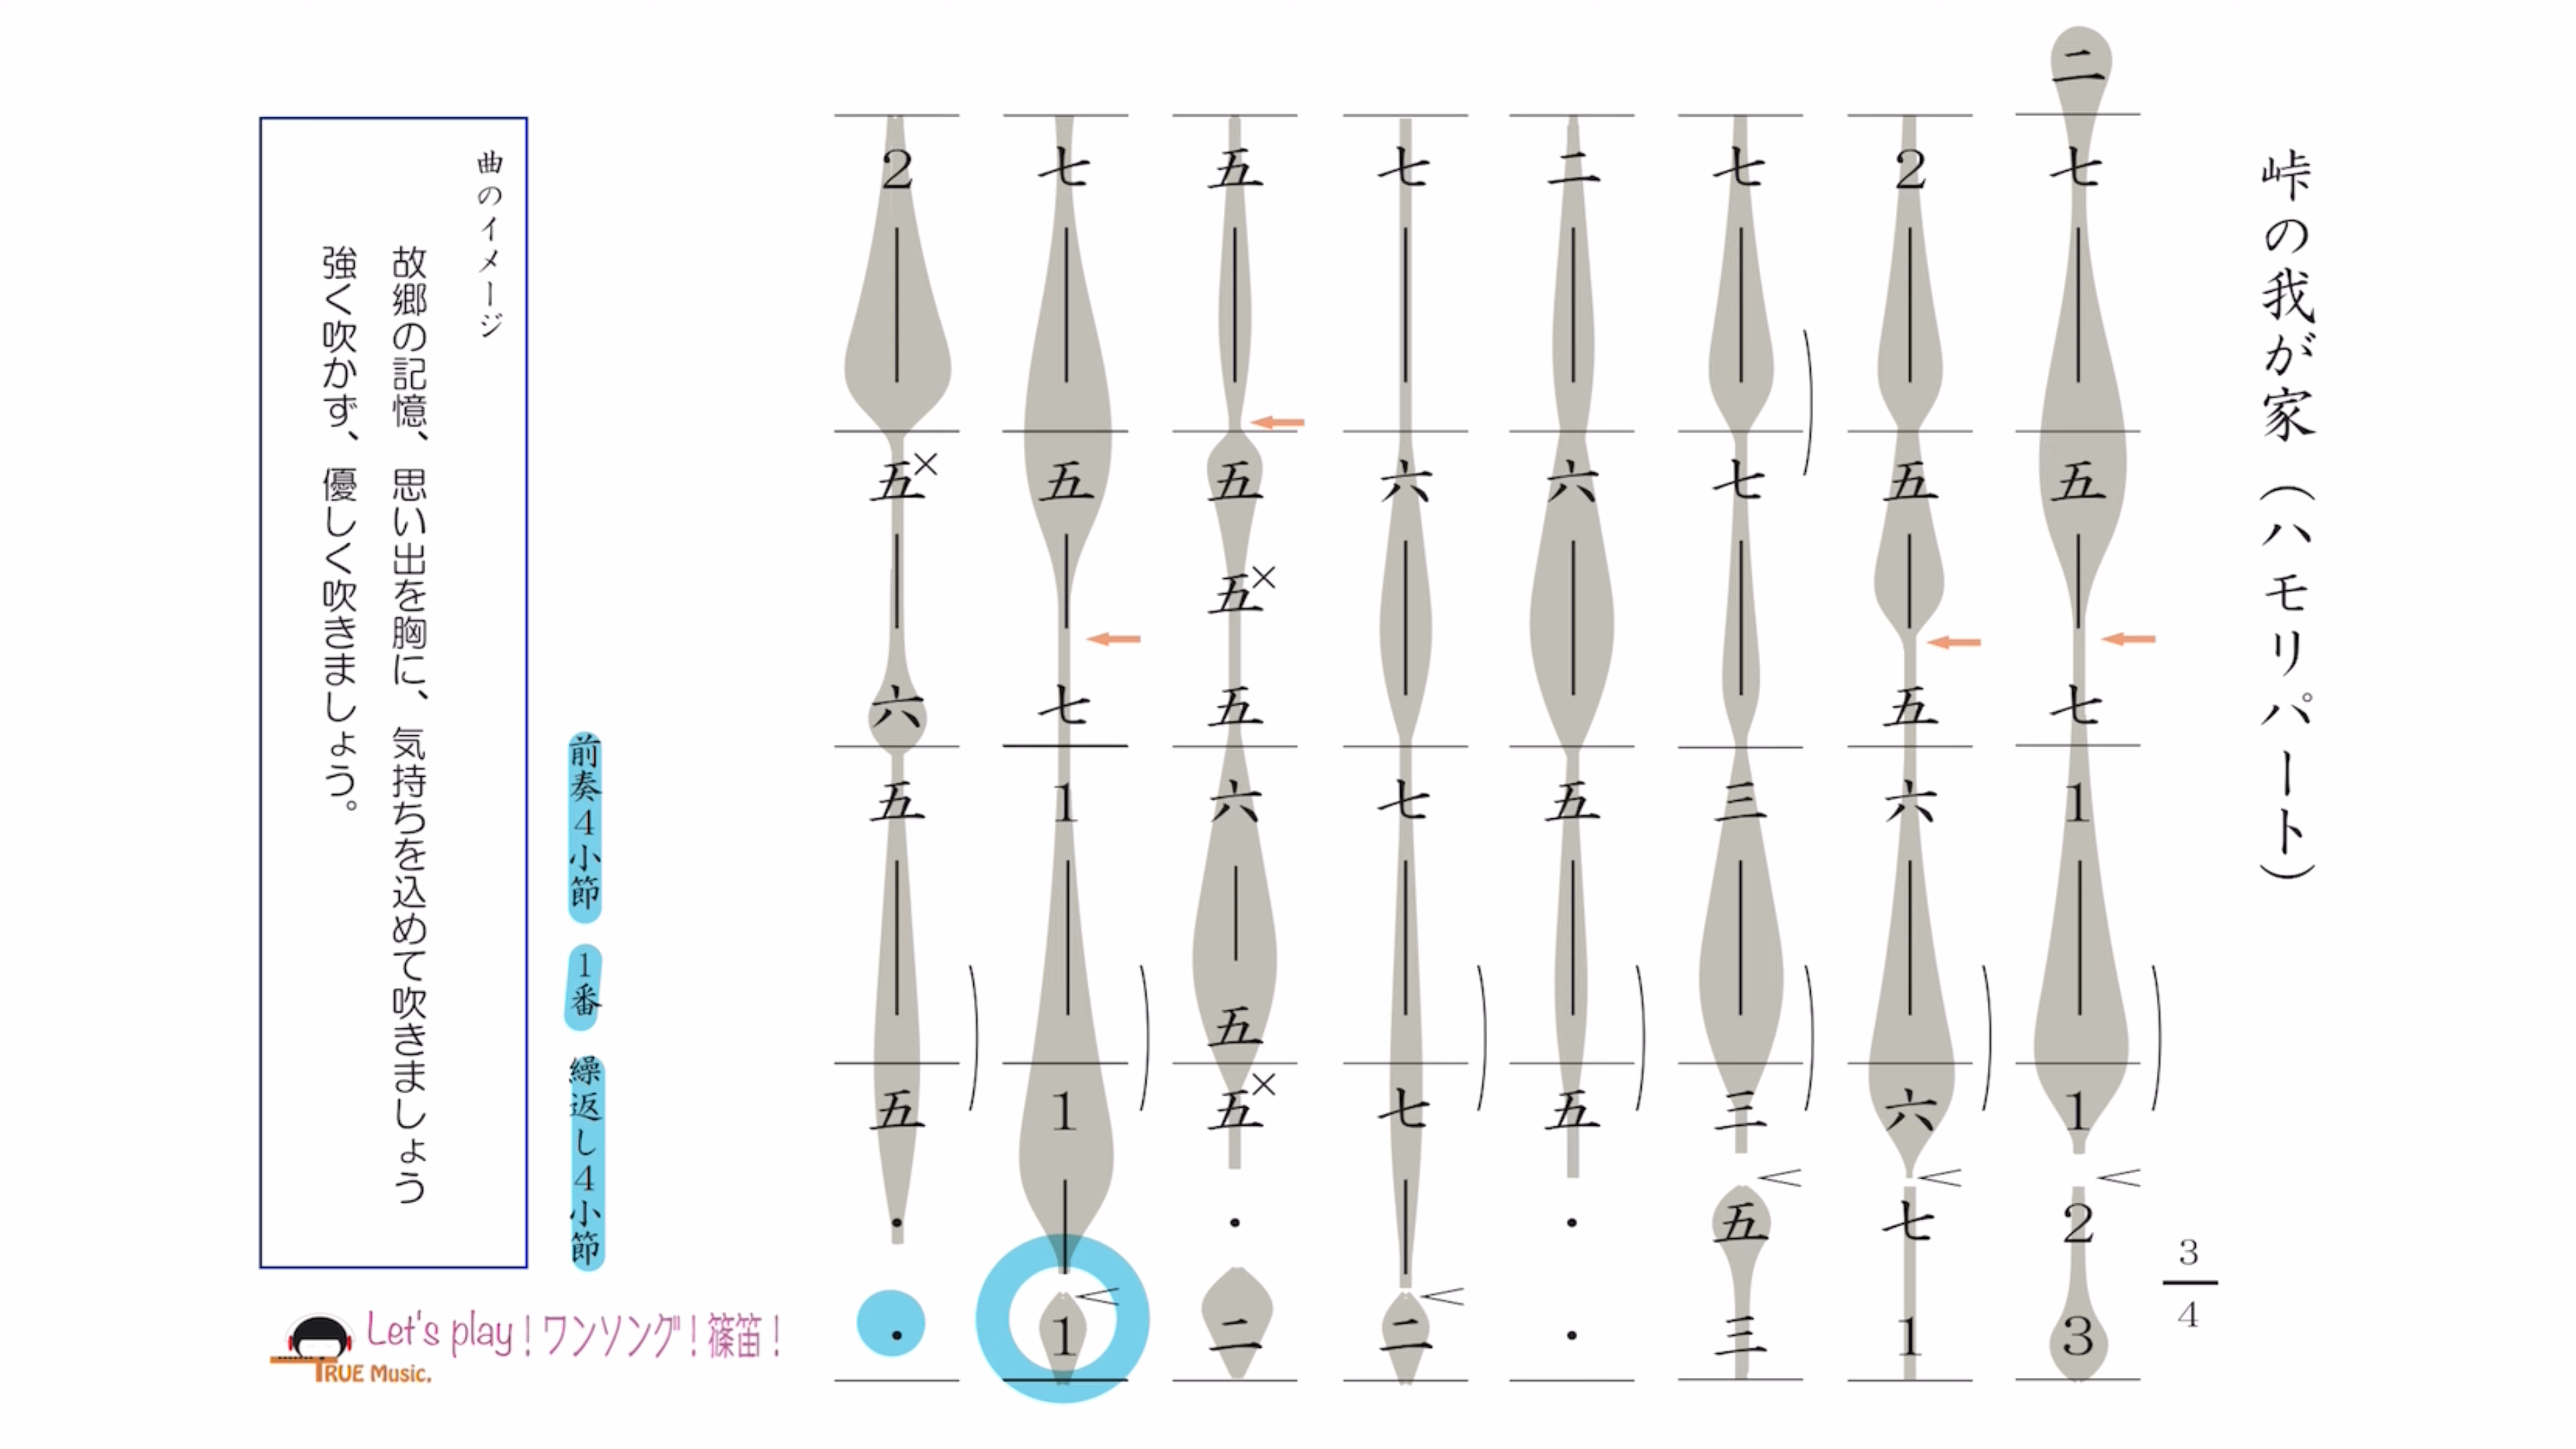 峠の我が家（ハモリパート）
3
4
二
七 ｜ 五 ｜ 七 1 ｜ 1 2 3
2 ｜ 五 ｜ 五 六 ｜ 六 七 1
七 ｜ 七 ｜ 三 ｜ 三 五 三
二 ｜ 六 ｜ 五 ｜ 五 ・ ・
七 ｜ 六 ｜ 七 ｜ 七 ｜ 二
五 ｜ 五 五× 五 六 ｜ 五 五× ・ 二
七 ｜ 五 ｜ 七 1 ｜ 1 ｜ 1
2 ｜ 五× ｜ 六 五 ｜ 五 ・ ・
前奏４小節 １番 繰返し４小節
曲のイメージ
故郷の記憶、思い出を胸に、気持ちを込めて吹きましょう
強く吹かず、優しく吹きましょう。
Let's play！ワンソング！篠笛！
TRUE Music.